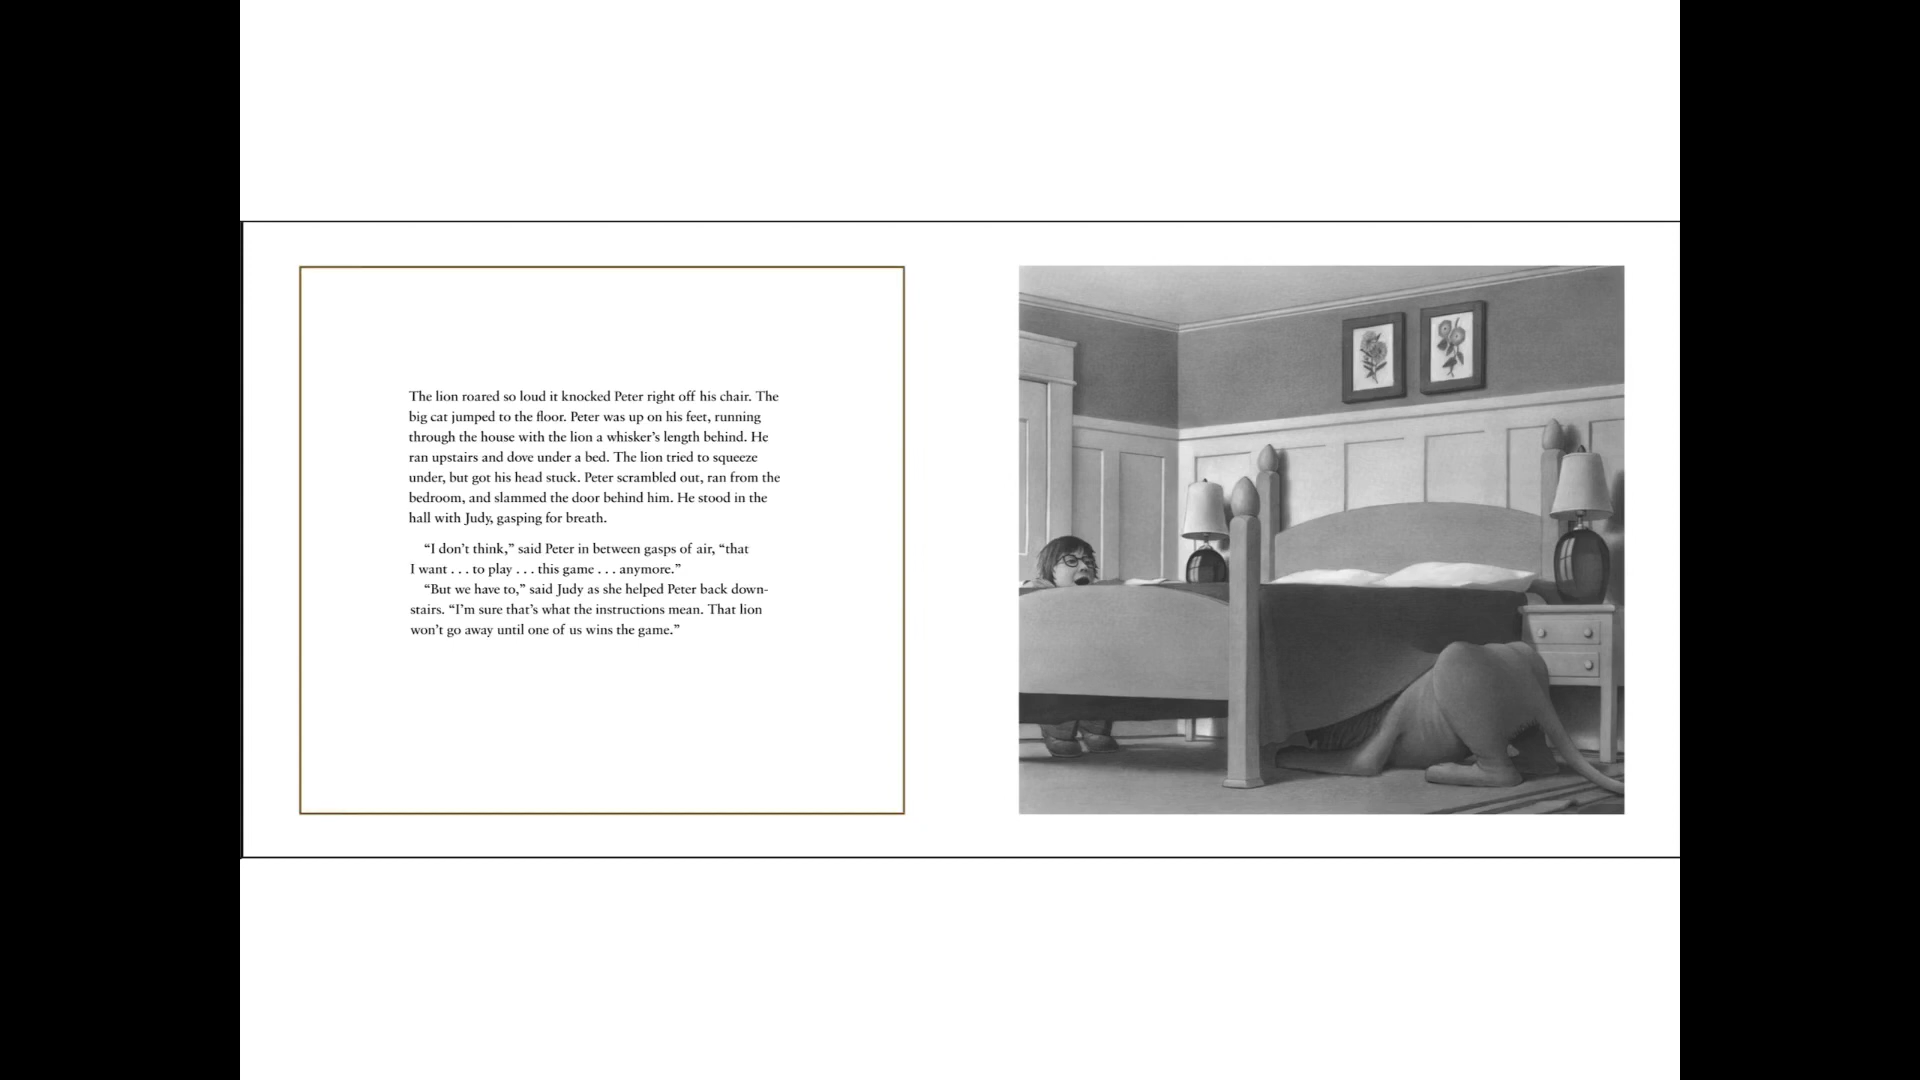 The lion roared so loud it knocked Peter right off his chair. The
big cat jumped to the floor. Peter was up on his feet, running
through the house with the lion a whisker’s length behind. He
ran upstairs and dove under a bed. The lion tried to squeeze
under, but got his head stuck. Peter scrambled out, ran from the
bedroom, and slammed the door behind him. He stood in the
hall with Judy, gasping for breath.
“I don’t think,” said Peter in between gasps of air, “that
I want . . . to play . . . this game . . . anymore.”
“But we have to,” said Judy as she helped Peter back down-
stairs. “I’m sure that’s what the instructions mean. That lion
won’t go away until one of us wins the game.”